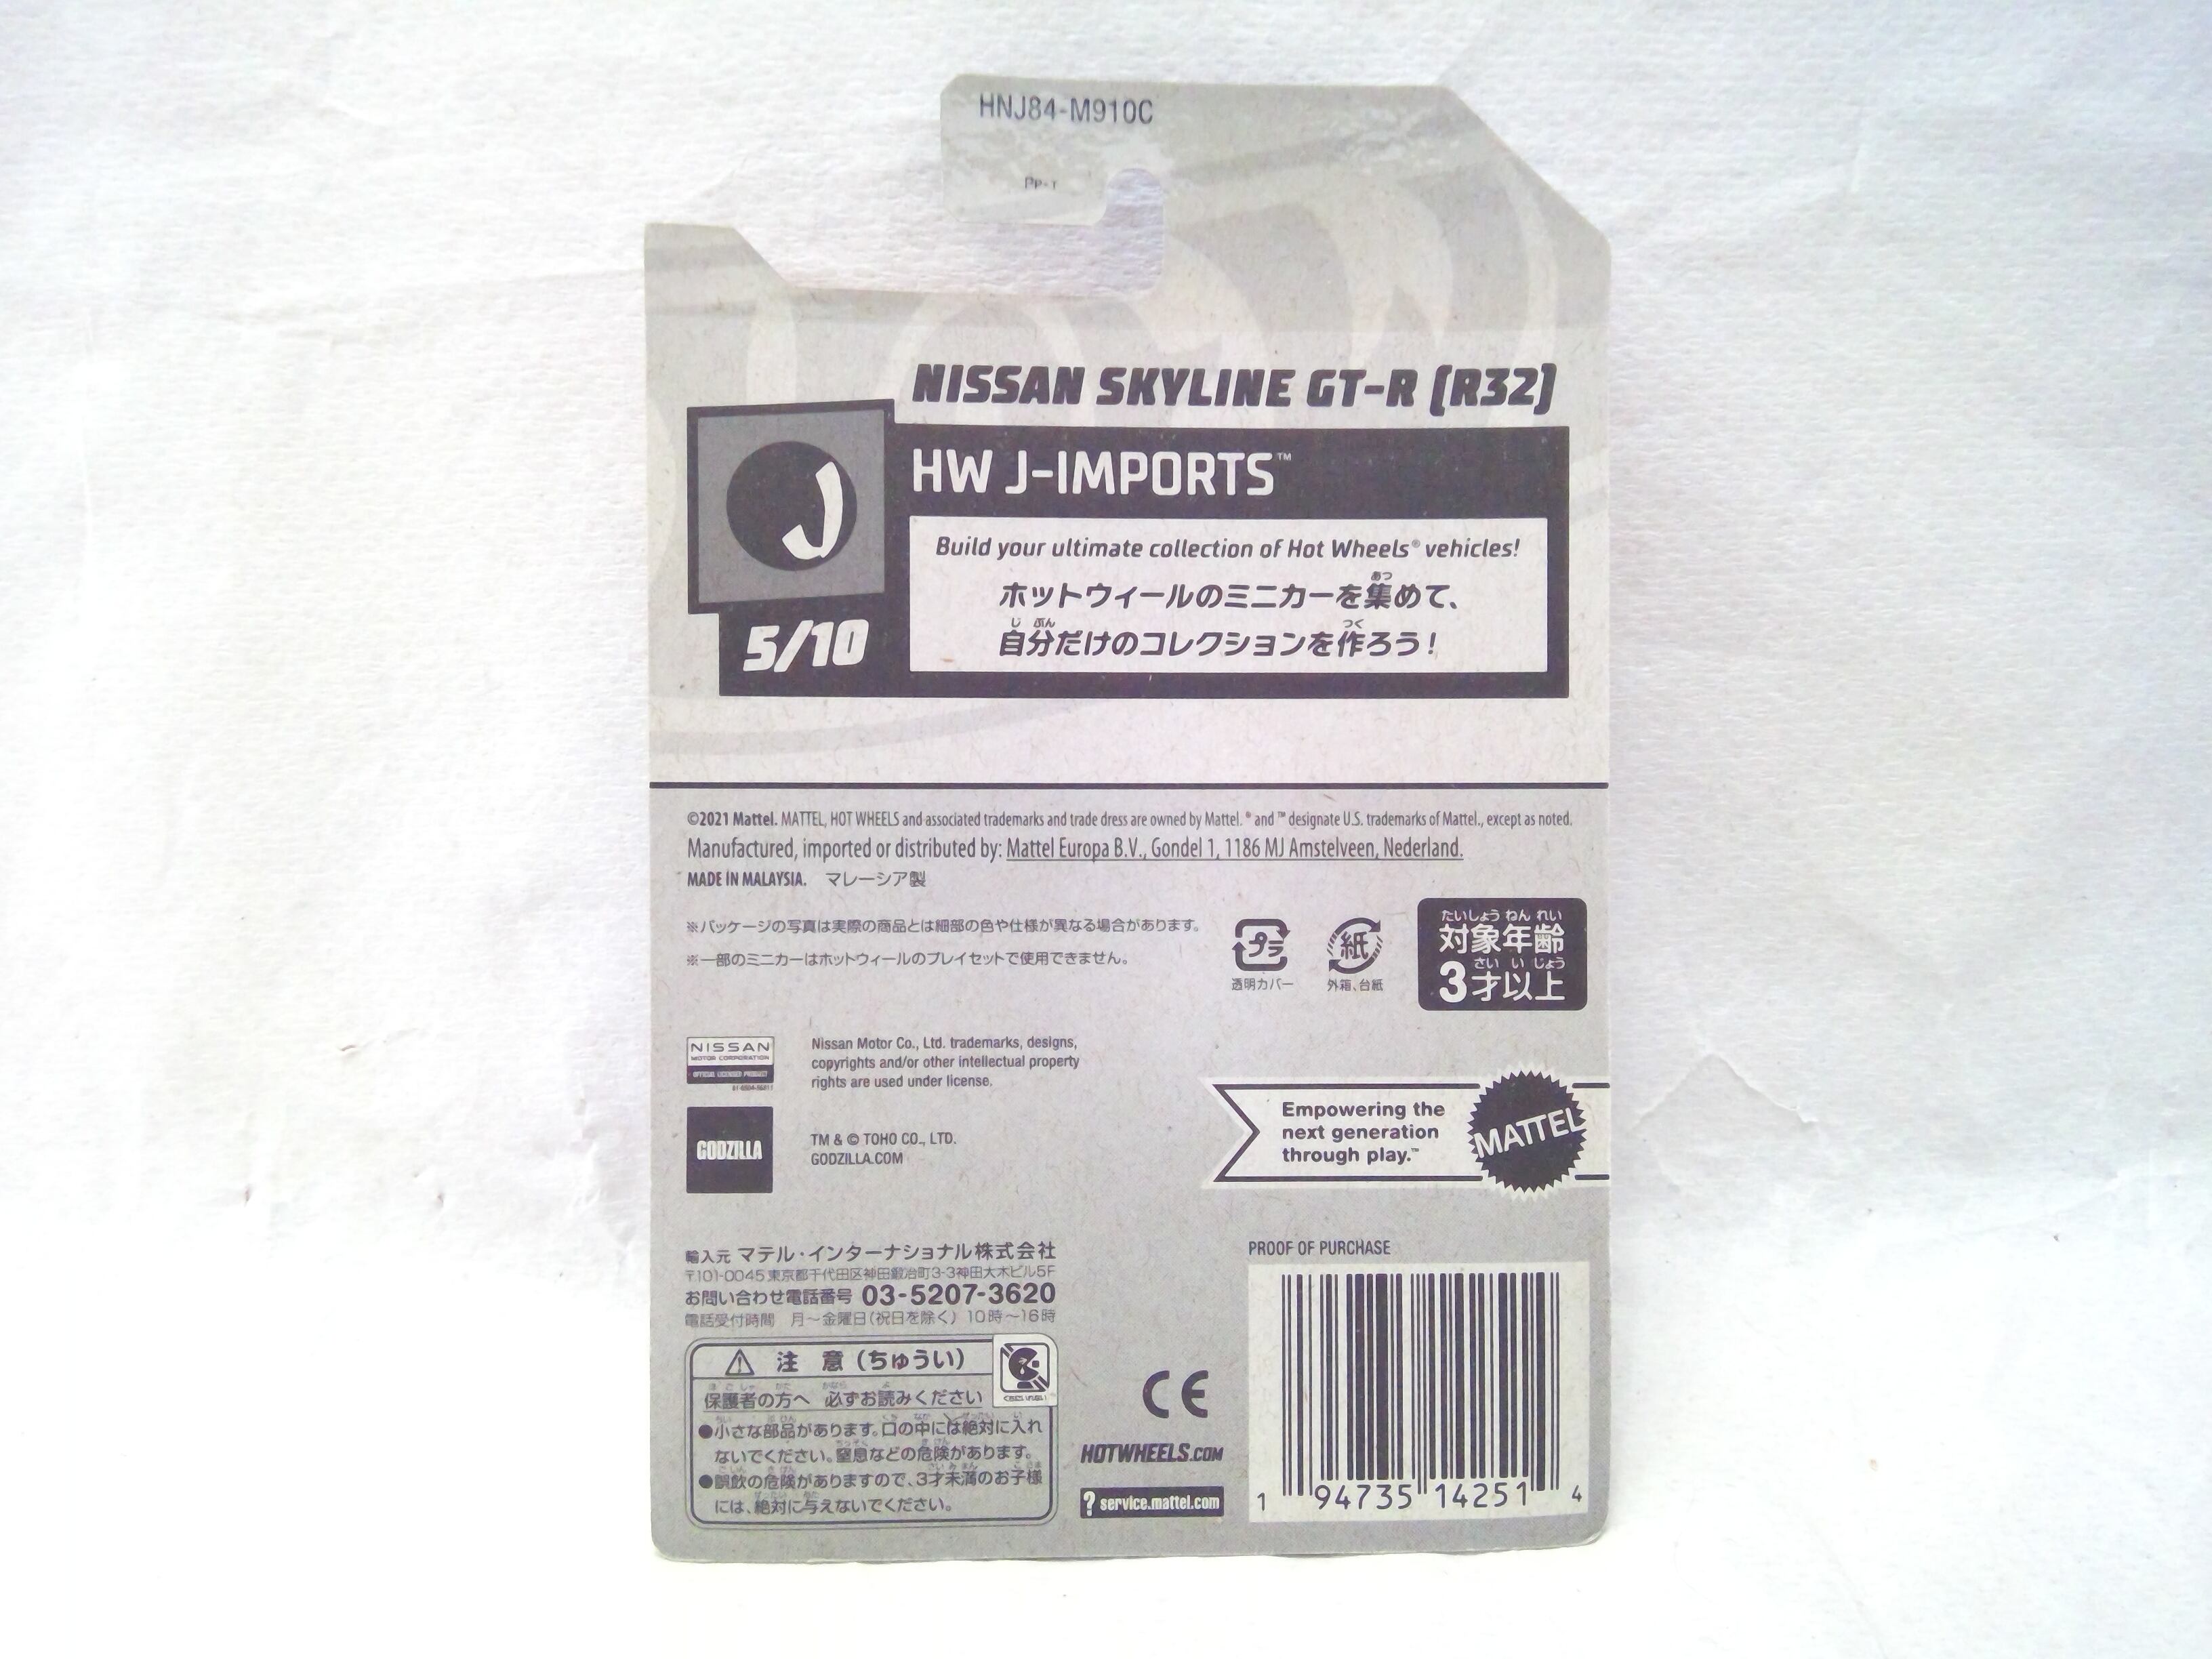 HNJ84-M910C
NISSAN SKYLINE GT-R (R32)
HW J-IMPORTS™
J
5/10
Build your ultimate collection of Hot Wheels® vehicles!
ホットウィールのミニカーを集めて、
自分だけのコレクションを作ろう!
©2021 Mattel. MATTEL, HOT WHEELS and associated trademarks and trade dress are owned by Mattel. ® and ™ designate U.S. trademarks of Mattel., except as noted.
Manufactured, imported or distributed by: Mattel Europa B.V., Gondel 1, 1186 MJ Amstelveen, Nederland.
MADE IN MALAYSIA. マレーシア製
※パッケージの写真は実際の商品とは細部の色や仕様が異なる場合があります。
※一部のミニカーはホットウィールのプレイセットで使用できません。
プラ
透明カバー
紙
外箱、台紙
たいしょう ねん れい
対象年齢
さい い じょう
3才以上
NISSAN
MOTOR CORPORATION
OFFICIAL LICENSED PRODUCT
Nissan Motor Co., Ltd. trademarks, designs,
copyrights and/or other intellectual property
rights are used under license.
GODZILLA
TM & © TOHO CO., LTD.
GODZILLA.COM
Empowering the
next generation
through play.™
MATTEL
輸入元 マテル・インターナショナル株式会社
〒101-0045 東京都千代田区神田鍛冶町3-3神田大木ビル5F
お問い合わせ電話番号 03-5207-3620
電話受付時間 月〜金曜日(祝日を除く) 10時〜16時
注 意 (ちゅうい)
保護者の方へ 必ずお読みください
●小さな部品があります。口の中には絶対に入れ
ないでください。窒息などの危険があります。
●誤飲の危険がありますので、3才未満のお子様
には、絶対に与えないでください。
CE
HOTWHEELS.COM
? service.mattel.com
PROOF OF PURCHASE
1 94735 14251 4